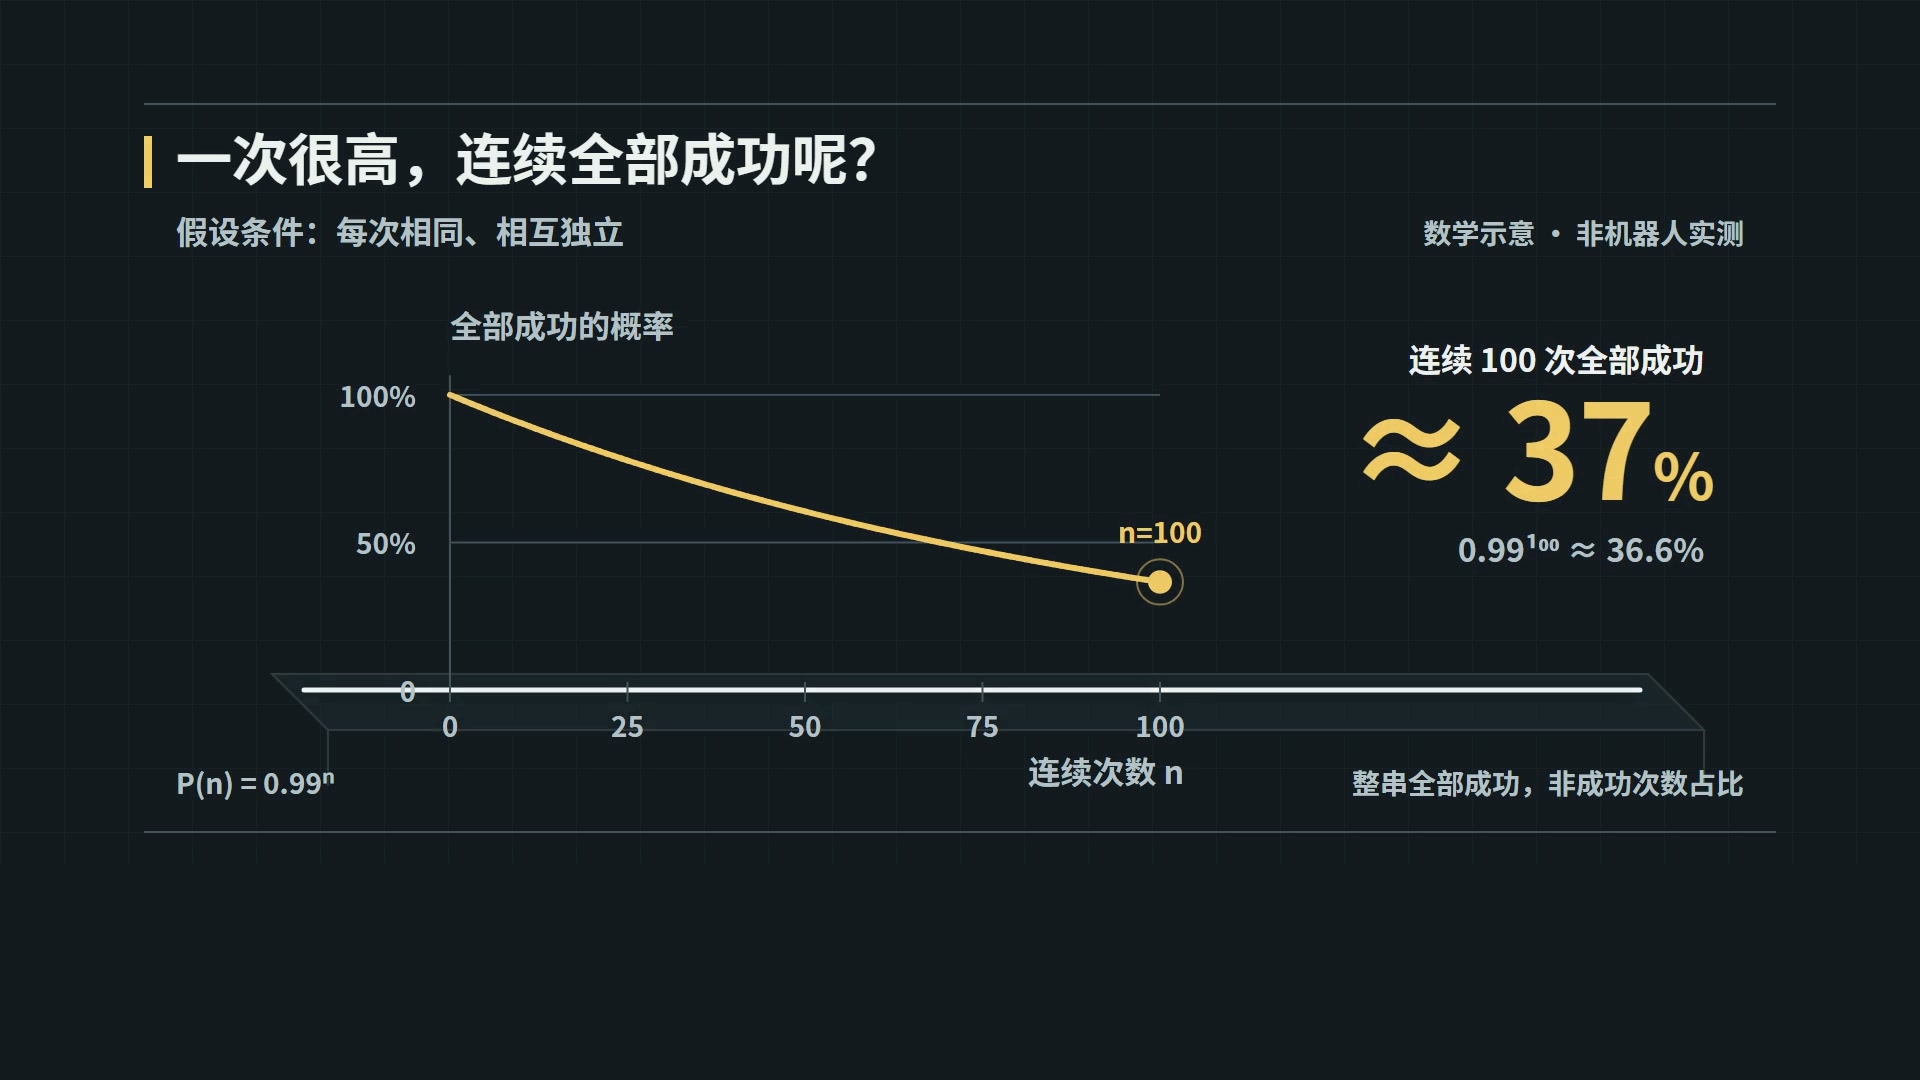 一次很高，连续全部成功呢？
假设条件：每次相同、相互独立
数学示意 · 非机器人实测
全部成功的概率
100%
50%
0
0 25 50 75 100
连续次数 n
n=100
连续 100 次全部成功
≈ 37%
0.99¹⁰⁰ ≈ 36.6%
P(n) = 0.99ⁿ
整串全部成功，非成功次数占比